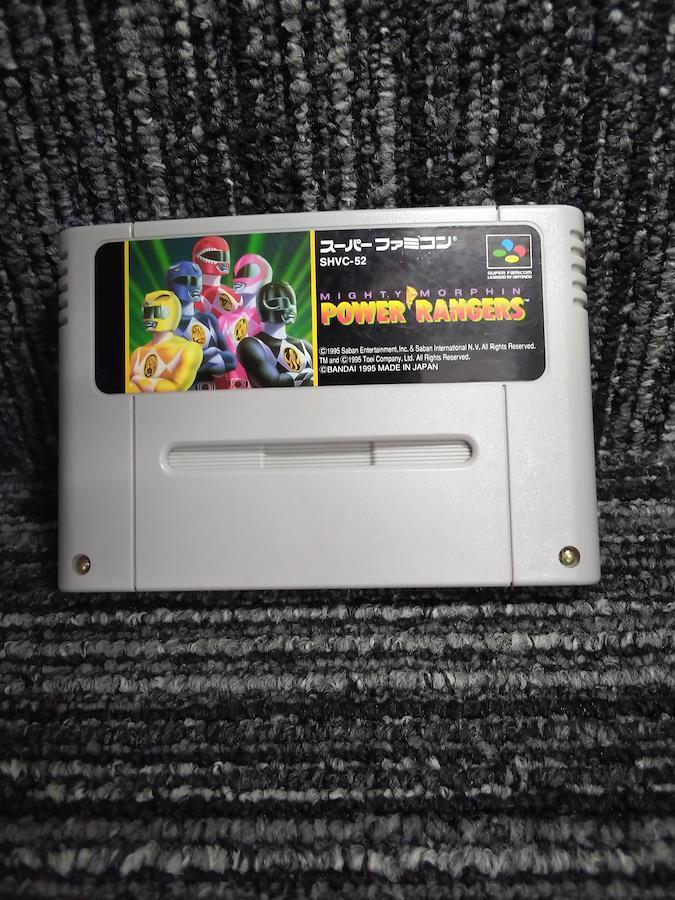 スーパーファミコン®
SHVC-52
SUPER FAMICOM
LICENSED BY NINTENDO
MIGHTY MORPHIN
POWER RANGERS™
©1995 Saban Entertainment, Inc. & Saban International N.V. All Rights Reserved.
TM and ©1995 Toei Company, Ltd. All Rights Reserved.
©BANDAI 1995 MADE IN JAPAN